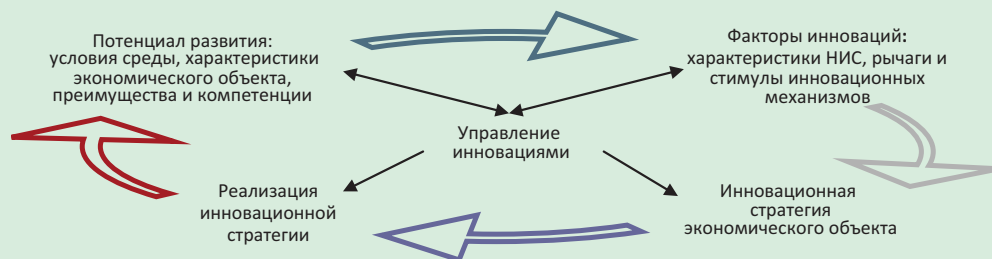 Потенциал развития:
условия среды, характеристики
экономического объекта,
преимущества и компетенции
Факторы инноваций:
характеристики НИС, рычаги и
стимулы инновационных
механизмов
Управление
инновациями
Реализация
инновационной
стратегии
Инновационная
стратегия
экономического объекта